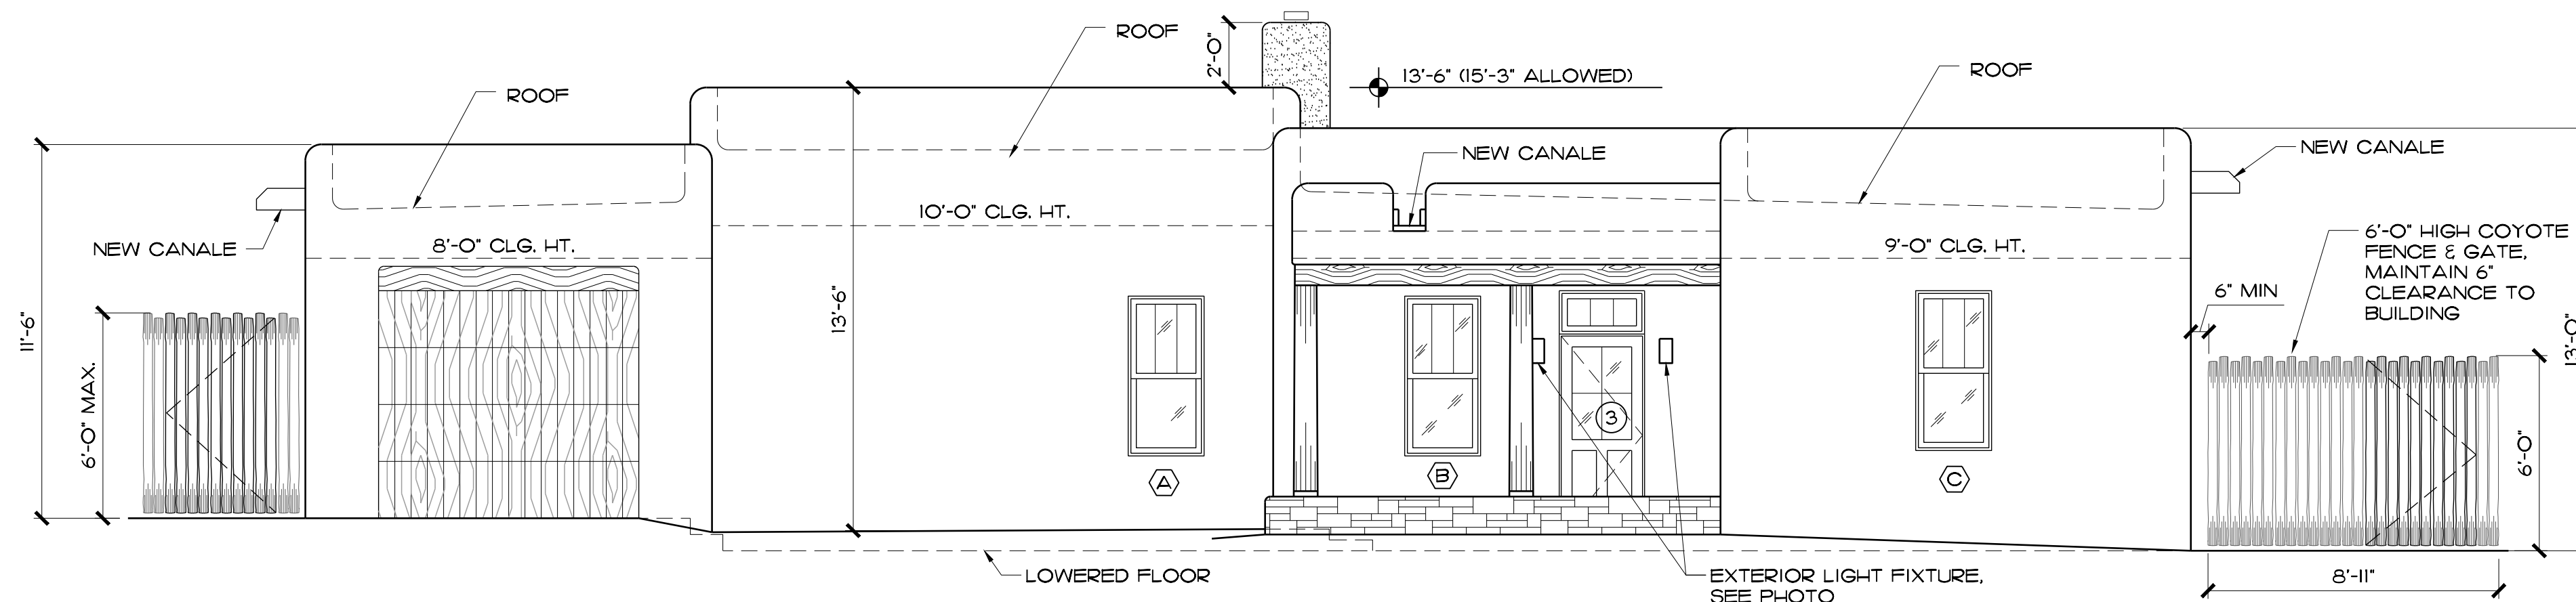 ROOF
2'-0"
13'-6" (15'-3" ALLOWED)
ROOF
ROOF
NEW CANALE
NEW CANALE
10'-0" CLG. HT.
6'-0" HIGH COYOTE
FENCE & GATE,
MAINTAIN 6"
CLEARANCE TO
BUILDING
NEW CANALE
8'-0" CLG. HT.
9'-0" CLG. HT.
6" MIN
11'-6"
13'-6"
13'-0"
6'-0" MAX.
3
6'-0"
A
B
C
LOWERED FLOOR
EXTERIOR LIGHT FIXTURE,
SEE PHOTO
8'-11"